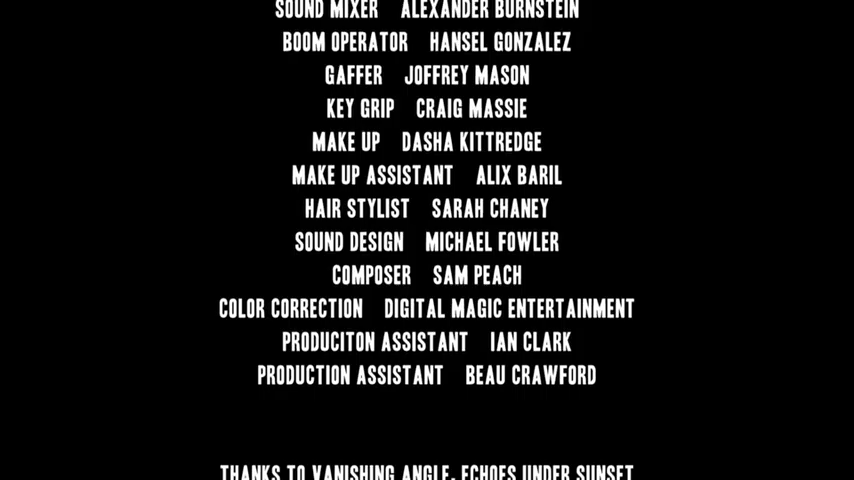 SOUND MIXER ALEXANDER BURNSTEIN
BOOM OPERATOR HANSEL GONZALEZ
GAFFER JOFFREY MASON
KEY GRIP CRAIG MASSIE
MAKE UP DASHA KITTREDGE
MAKE UP ASSISTANT ALIX BARIL
HAIR STYLIST SARAH CHANEY
SOUND DESIGN MICHAEL FOWLER
COMPOSER SAM PEACH
COLOR CORRECTION DIGITAL MAGIC ENTERTAINMENT
PRODUCITON ASSISTANT IAN CLARK
PRODUCTION ASSISTANT BEAU CRAWFORD
THANKS TO VANISHING ANGLE, ECHOES UNDER SUNSET